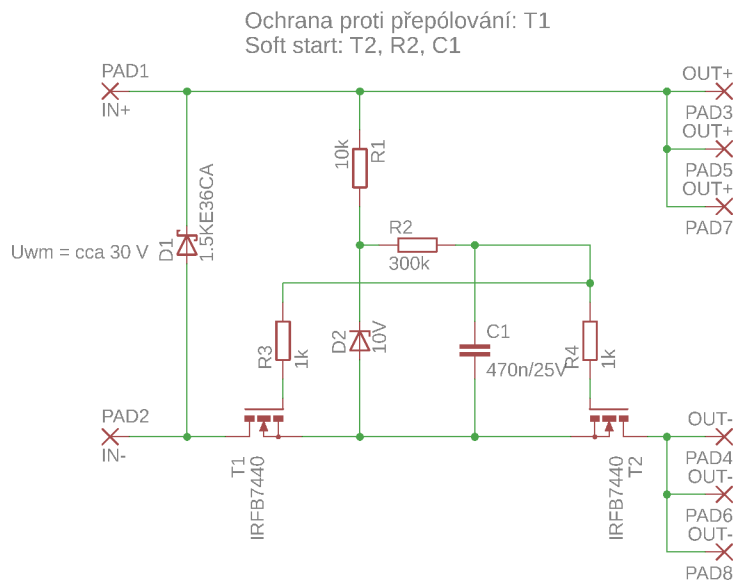 Ochrana proti přepólování: T1
Soft start: T2, R2, C1
PAD1
IN+
OUT+
PAD3
OUT+
PAD5
OUT+
PAD7
10k
R1
R2
300k
Uwm = cca 30 V
D1
1.5KE36CA
R3
1k
D2
10V
C1
470n/25V
R4
1k
PAD2
IN-
T1
IRFB7440
IRFB7440
T2
OUT-
PAD4
OUT-
PAD6
OUT-
PAD8